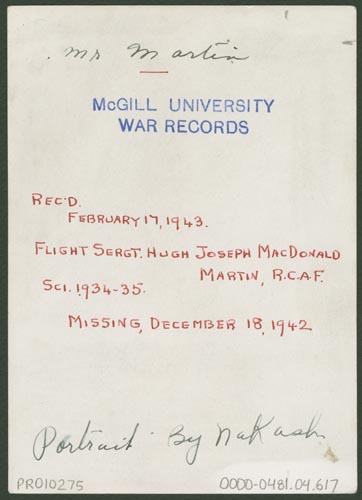 Mr Martin
McGILL UNIVERSITY
WAR RECORDS
REC'D.
FEBRUARY 17, 1943.
FLIGHT SERGT. HUGH JOSEPH MACDONALD
MARTIN, R.C.A.F.
SCI. 1934-35.
MISSING, DECEMBER 18, 1942
Portrait - By Nakash
PR010275
0000-0481.04.617